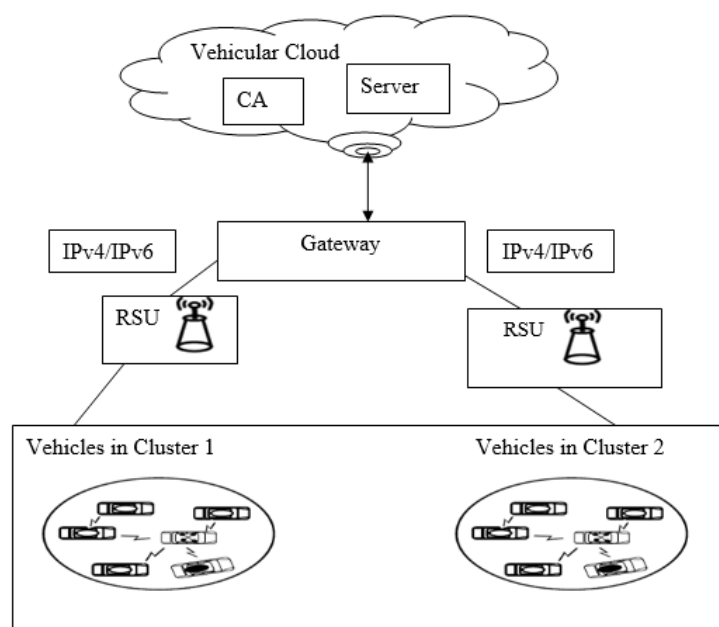 Vehicular Cloud
CA
Server
Gateway
IPv4/IPv6
IPv4/IPv6
RSU
RSU
Vehicles in Cluster 1
Vehicles in Cluster 2